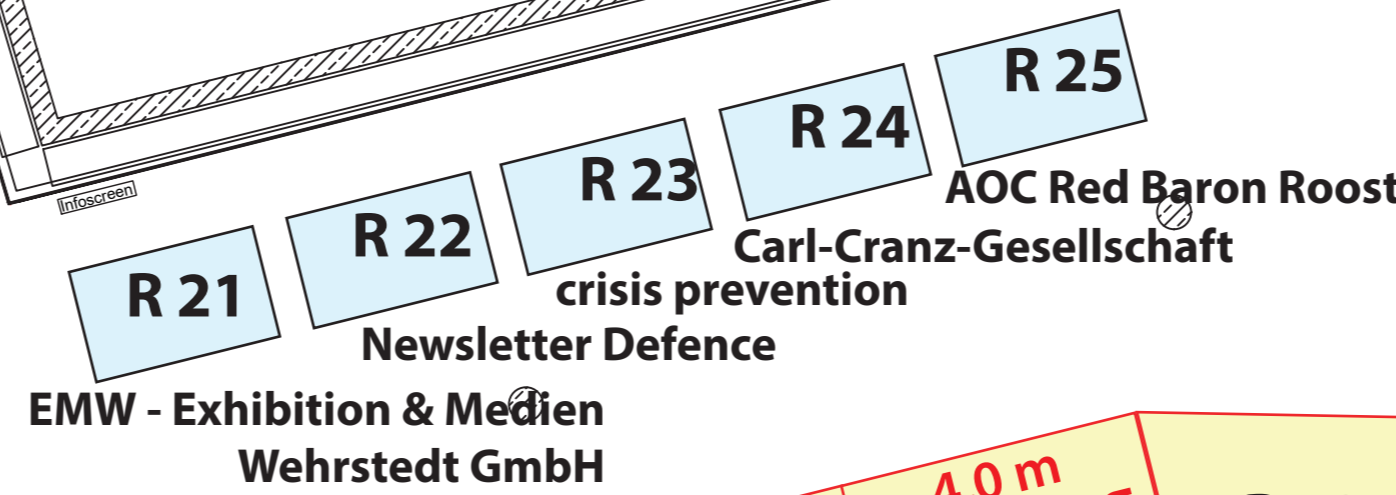 R 25
R 24
R 23
R 22
R 21
Infoscreen
AOC Red Baron Roost
Carl-Cranz-Gesellschaft
crisis prevention
Newsletter Defence
EMW - Exhibition & Medien
Wehrstedt GmbH
40 m